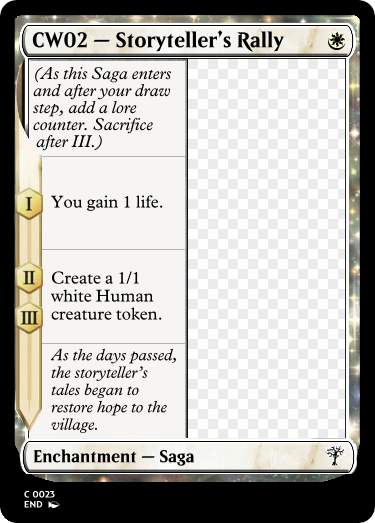 CW02 — Storyteller's Rally
(As this Saga enters
and after your draw
step, add a lore
counter. Sacrifice
after III.)
I
You gain 1 life.
II
III
Create a 1/1
white Human
creature token.
As the days passed,
the storyteller's
tales began to
restore hope to the
village.
Enchantment — Saga
C 0023
END